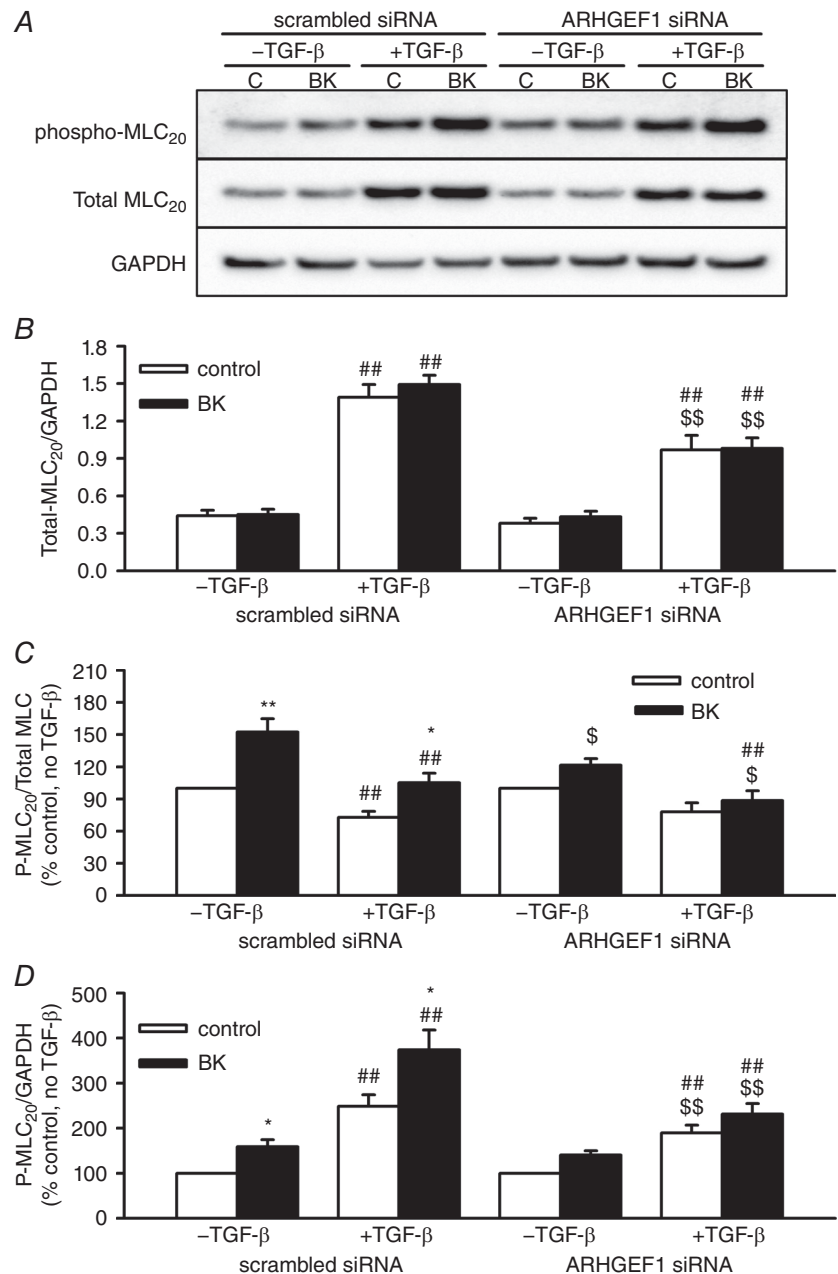 A
scrambled siRNA ARHGEF1 siRNA
–TGF-β +TGF-β –TGF-β +TGF-β
C BK C BK C BK C BK
phospho-MLC20
Total MLC20
GAPDH
B
Total-MLC20/GAPDH
1.8
1.5
1.2
0.9
0.6
0.3
0.0
control
BK
## ##
## ##
$$ $$
–TGF-β +TGF-β –TGF-β +TGF-β
scrambled siRNA ARHGEF1 siRNA
C
P-MLC20/Total MLC
(% control, no TGF-β)
210
180
150
120
90
60
30
0
control
BK
**
*
## ##
$
##
$
–TGF-β +TGF-β –TGF-β +TGF-β
scrambled siRNA ARHGEF1 siRNA
D
P-MLC20/GAPDH
(% control, no TGF-β)
500
400
300
200
100
0
control
BK
*
##
*
##
## ##
$$ $$
–TGF-β +TGF-β –TGF-β +TGF-β
scrambled siRNA ARHGEF1 siRNA